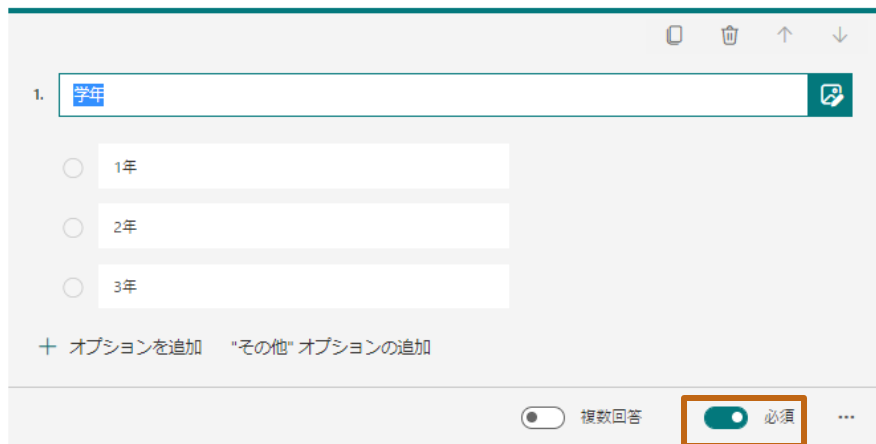 1. 学年
1年
2年
3年
＋ オプションを追加 "その他" オプションの追加
複数回答 必須 …